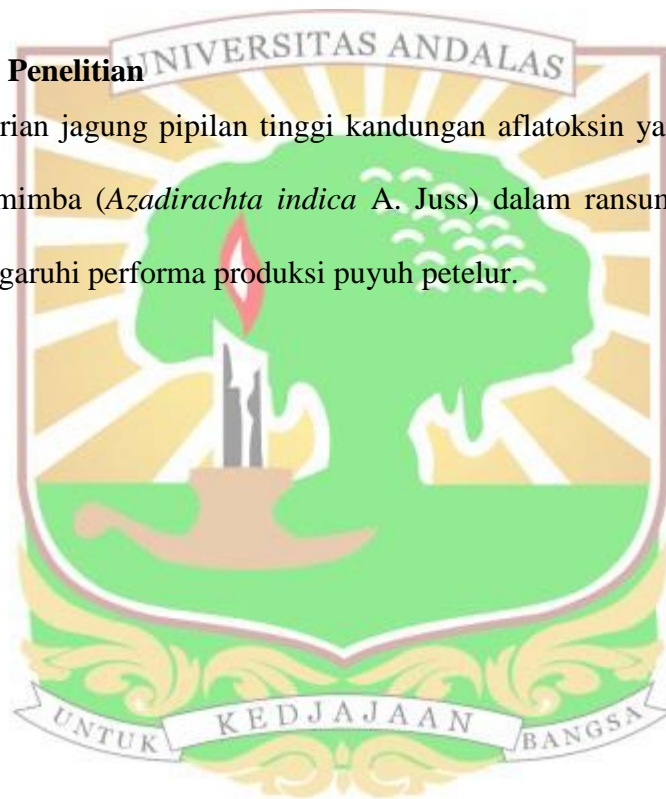 UNIVERSITAS ANDALAS
Penelitian
rian jagung pipilan tinggi kandungan aflatoksin ya
mimba (Azadirachta indica A. Juss) dalam ransum
garuhi performa produksi puyuh petelur.
UNTUK KEDJAJAAN BANGSA